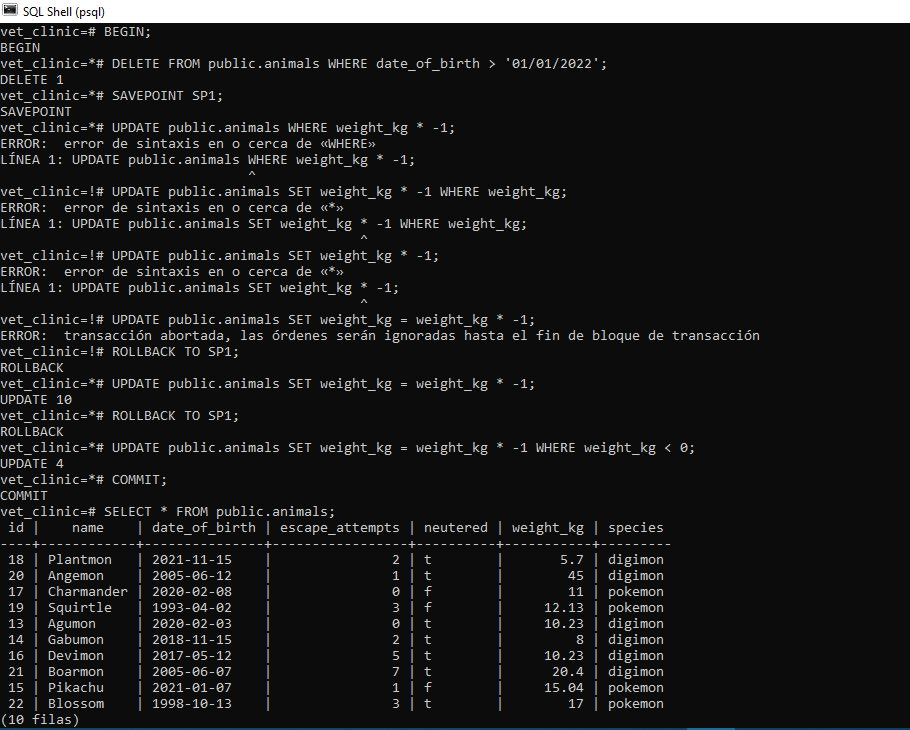 SQL Shell (psql)
vet_clinic=# BEGIN;
BEGIN
vet_clinic=*# DELETE FROM public.animals WHERE date_of_birth > '01/01/2022';
DELETE 1
vet_clinic=*# SAVEPOINT SP1;
SAVEPOINT
vet_clinic=*# UPDATE public.animals WHERE weight_kg * -1;
ERROR:  error de sintaxis en o cerca de «WHERE»
LÍNEA 1: UPDATE public.animals WHERE weight_kg * -1;
                               ^
vet_clinic=!# UPDATE public.animals SET weight_kg * -1 WHERE weight_kg;
ERROR:  error de sintaxis en o cerca de «*»
LÍNEA 1: UPDATE public.animals SET weight_kg * -1 WHERE weight_kg;
                                             ^
vet_clinic=!# UPDATE public.animals SET weight_kg * -1;
ERROR:  error de sintaxis en o cerca de «*»
LÍNEA 1: UPDATE public.animals SET weight_kg * -1;
                                             ^
vet_clinic=!# UPDATE public.animals SET weight_kg = weight_kg * -1;
ERROR:  transacción abortada, las órdenes serán ignoradas hasta el fin de bloque de transacción
vet_clinic=!# ROLLBACK TO SP1;
ROLLBACK
vet_clinic=*# UPDATE public.animals SET weight_kg = weight_kg * -1;
UPDATE 10
vet_clinic=*# ROLLBACK TO SP1;
ROLLBACK
vet_clinic=*# UPDATE public.animals SET weight_kg = weight_kg * -1 WHERE weight_kg < 0;
UPDATE 4
vet_clinic=*# COMMIT;
COMMIT
vet_clinic=# SELECT * FROM public.animals;
 id |    name    | date_of_birth | escape_attempts | neutered | weight_kg | species
----+------------+---------------+-----------------+----------+-----------+---------
 18 | Plantmon   | 2021-11-15    |               2 | t        |       5.7 | digimon
 20 | Angemon    | 2005-06-12    |               1 | t        |        45 | digimon
 17 | Charmander | 2020-02-08    |               0 | f        |        11 | pokemon
 19 | Squirtle   | 1993-04-02    |               3 | f        |     12.13 | pokemon
 13 | Agumon     | 2020-02-03    |               0 | t        |     10.23 | digimon
 14 | Gabumon    | 2018-11-15    |               2 | t        |         8 | digimon
 16 | Devimon    | 2017-05-12    |               5 | t        |     10.23 | digimon
 21 | Boarmon    | 2005-06-07    |               7 | t        |      20.4 | digimon
 15 | Pikachu    | 2021-01-07    |               1 | f        |     15.04 | pokemon
 22 | Blossom    | 1998-10-13    |               3 | t        |        17 | pokemon
(10 filas)